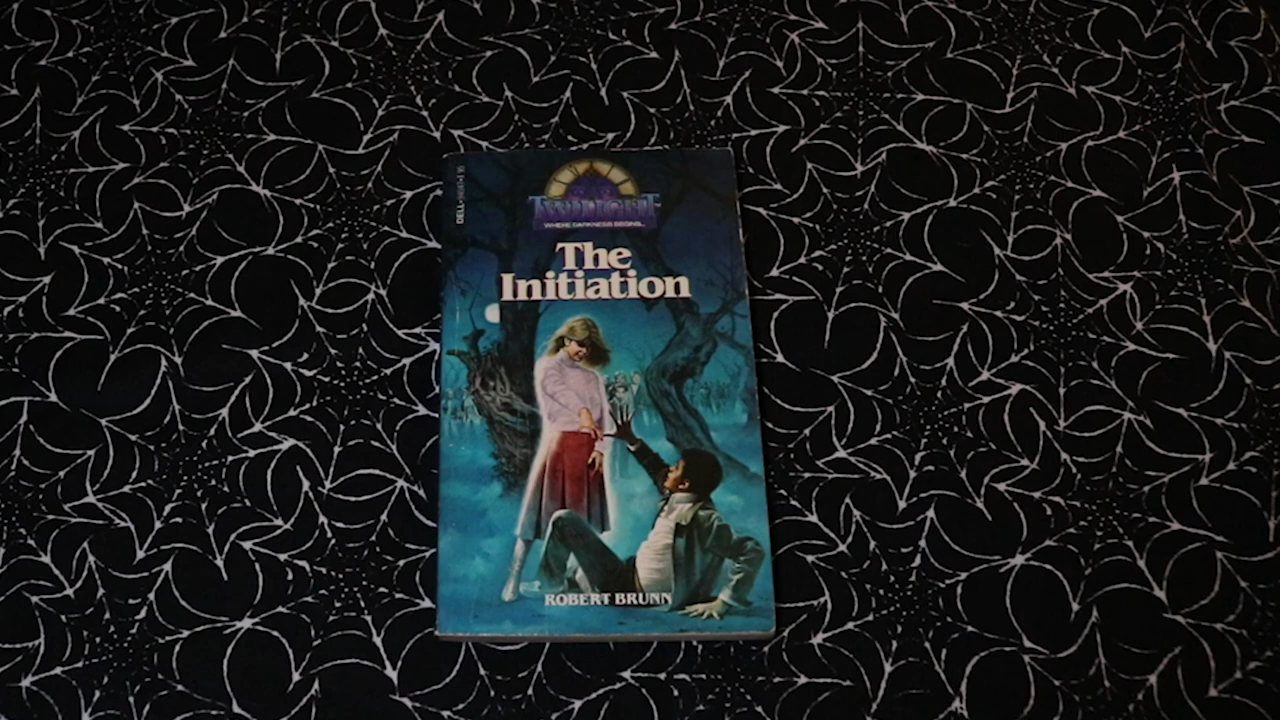 TWILIGHT
WHERE DARKNESS BEGINS
The
Initiation
ROBERT BRUNN
DELL